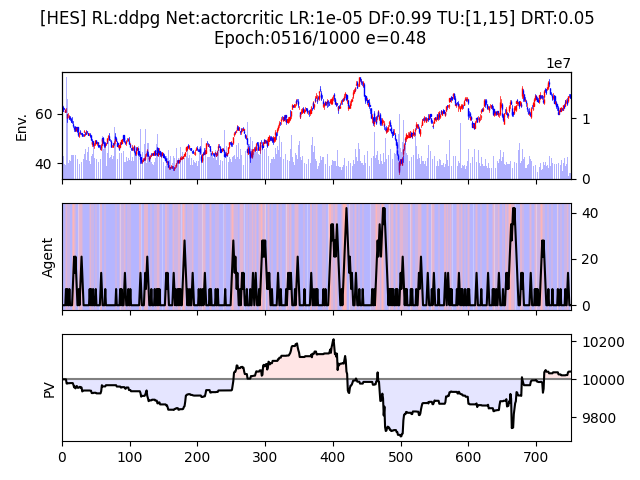 [HES] RL:ddpg Net:actorcritic LR:1e-05 DF:0.99 TU:[1,15] DRT:0.05
Epoch:0516/1000 e=0.48
1e7
Env.
60
40
1
0
Agent
40
20
0
PV
10200
10000
9800
0 100 200 300 400 500 600 700